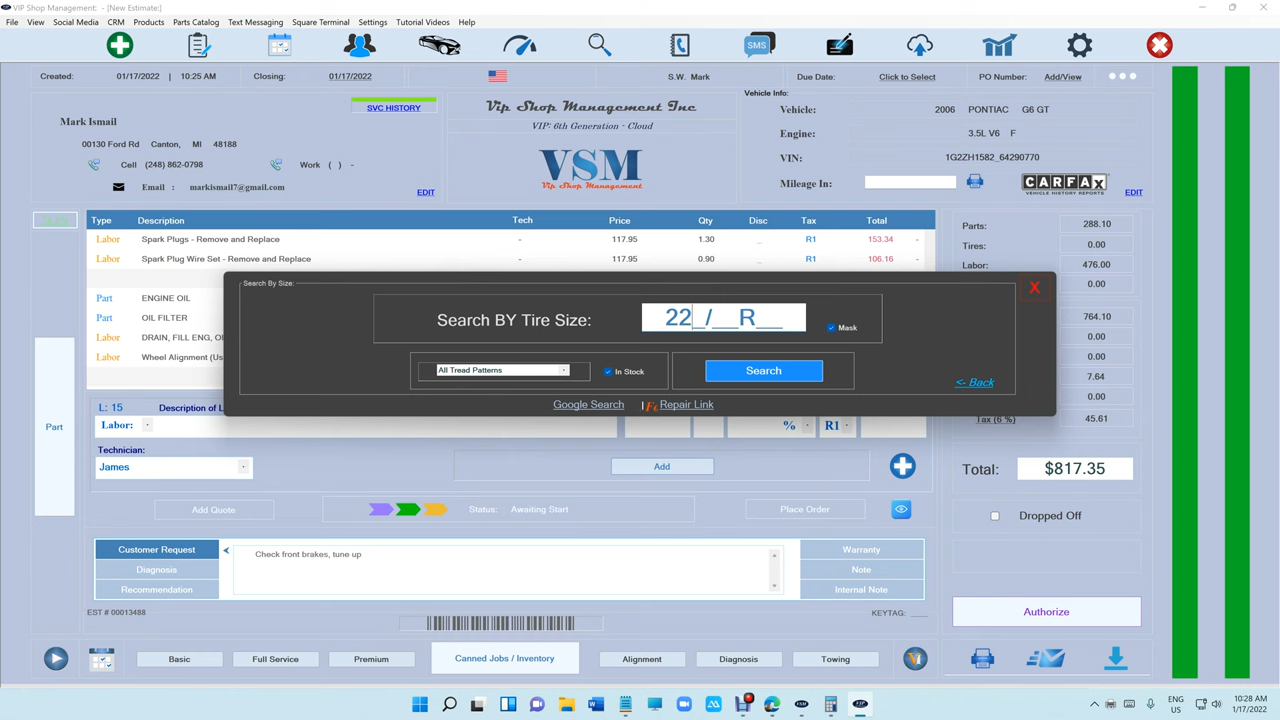 VIP Shop Management: - [New Estimate:]
File View Social Media CRM Products Parts Catalog Text Messaging Square Terminal Settings Tutorial Videos Help
SMS
Created: 01/17/2022 | 10:25 AM Closing: 01/17/2022 S.W. Mark Due Date: Click to Select PO Number: Add/View
Vehicle Info:
SVC HISTORY
Mark Ismail
00130 Ford Rd Canton, MI 48188
Cell (248) 862-0798 Work ( ) -
Email : markismail7@gmail.com
EDIT
Vip Shop Management Inc
VIP: 6th Generation - Cloud
VSM
Vip Shop Management
Vehicle: 2006 PONTIAC G6 GT
Engine: 3.5L V6 F
VIN: 1G2ZH1582_64290770
Mileage In:
CARFAX
VEHICLE HISTORY REPORTS
EDIT
Type Description Tech Price Qty Disc Tax Total
Labor Spark Plugs - Remove and Replace - 117.95 1.30 _ R1 153.34 -
Labor Spark Plug Wire Set - Remove and Replace - 117.95 0.90 _ R1 106.16 -
Part ENGINE OIL
Part OIL FILTER
Labor DRAIN, FILL ENG, OI
Labor Wheel Alignment (Us
Parts: 288.10
Tires: 0.00
Labor: 476.00
0.00
764.10
0.00
7.64
0.00
Tax (6 %) 45.61
Search By Size:
X
Search BY Tire Size: 22_/__R__
Mask
All Tread Patterns
In Stock
Search
<- Back
Google Search | Repair Link
Part
L: 15 Description of L
Labor: % R1
Technician:
James
Add
Total: $817.35
Add Quote
Status: Awaiting Start
Place Order
Dropped Off
Customer Request
Diagnosis
Recommendation
Check front brakes, tune up
Warranty
Note
Internal Note
EST # 00013488
KEYTAG: ____
Authorize
Basic Full Service Premium Canned Jobs / Inventory Alignment Diagnosis Towing
ENG
US
10:28 AM
1/17/2022